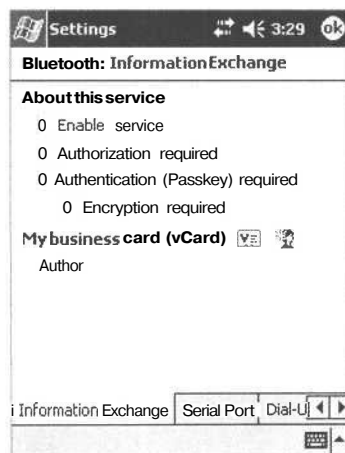 Settings 3:29 ok
Bluetooth: Information Exchange
About this service
0 Enable service
0 Authorization required
0 Authentication (Passkey) required
0 Encryption required
My business card (vCard)
Author
i Information Exchange Serial Port Dial-U